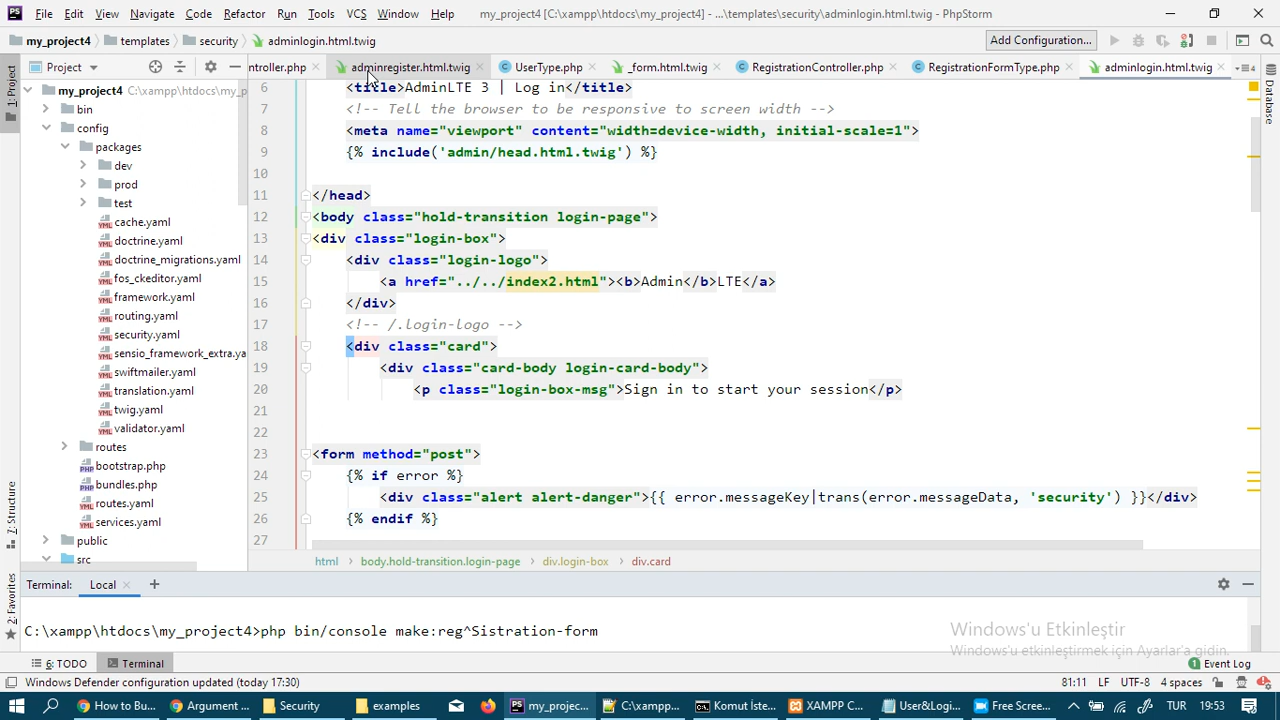 File Edit View Navigate Code Refactor Run Tools VCS Window Help my_project4 [C:\xampp\htdocs\my_project4] - ...\templates\security\adminlogin.html.twig - PhpStorm
my_project4 templates security adminlogin.html.twig Add Configuration...
1: Project Project ntroller.php adminregister.html.twig UserType.php _form.html.twig RegistrationController.php RegistrationFormType.php adminlogin.html.twig Database
my_project4 C:\xampp\htdocs\my_p
bin
config
packages
dev
prod
test
cache.yaml
doctrine.yaml
doctrine_migrations.yaml
fos_ckeditor.yaml
framework.yaml
routing.yaml
security.yaml
sensio_framework_extra.ya
swiftmailer.yaml
translation.yaml
twig.yaml
validator.yaml
routes
bootstrap.php
bundles.php
routes.yaml
services.yaml
public
src
6 <title>AdminLTE 3 | Log in</title>
7 <!-- Tell the browser to be responsive to screen width -->
8 <meta name="viewport" content="width=device-width, initial-scale=1">
9 {% include('admin/head.html.twig') %}
10
11 </head>
12 <body class="hold-transition login-page">
13 <div class="login-box">
14 <div class="login-logo">
15 <a href="../../index2.html"><b>Admin</b>LTE</a>
16 </div>
17 <!-- /.login-logo -->
18 <div class="card">
19 <div class="card-body login-card-body">
20 <p class="login-box-msg">Sign in to start your session</p>
21
22
23 <form method="post">
24 {% if error %}
25 <div class="alert alert-danger">{{ error.messageKey|trans(error.messageData, 'security') }}</div>
26 {% endif %}
27
html body.hold-transition.login-page div.login-box div.card
Z: Structure
2: Favorites
Terminal: Local +
C:\xampp\htdocs\my_project4>php bin/console make:reg^Sistration-form
Windows'u Etkinleştir
Windows'u etkinleştirmek için Ayarlar'a gidin.
6: TODO Terminal 1 Event Log
Windows Defender configuration updated (today 17:30) 81:11 LF UTF-8 4 spaces
How to Bu... Argument ... Security examples my_projec... C:\xampp... Komut İste... XAMPP C... User&Logi... Free Scree... TUR 19:53